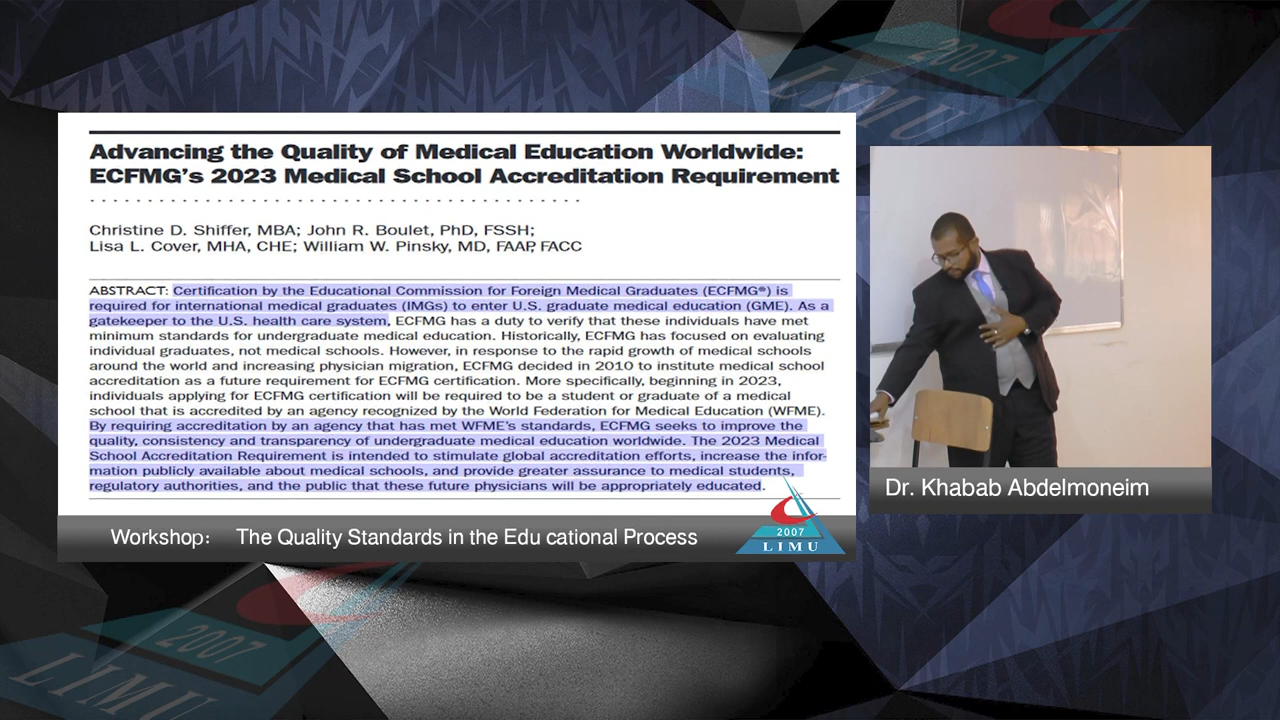 Advancing the Quality of Medical Education Worldwide:
ECFMG's 2023 Medical School Accreditation Requirement
Christine D. Shiffer, MBA; John R. Boulet, PhD, FSSH;
Lisa L. Cover, MHA, CHE; William W. Pinsky, MD, FAAP, FACC
ABSTRACT: Certification by the Educational Commission for Foreign Medical Graduates (ECFMG®) is
required for international medical graduates (IMGs) to enter U.S. graduate medical education (GME). As a
gatekeeper to the U.S. health care system, ECFMG has a duty to verify that these individuals have met
minimum standards for undergraduate medical education. Historically, ECFMG has focused on evaluating
individual graduates, not medical schools. However, in response to the rapid growth of medical schools
around the world and increasing physician migration, ECFMG decided in 2010 to institute medical school
accreditation as a future requirement for ECFMG certification. More specifically, beginning in 2023,
individuals applying for ECFMG certification will be required to be a student or graduate of a medical
school that is accredited by an agency recognized by the World Federation for Medical Education (WFME).
By requiring accreditation by an agency that has met WFME's standards, ECFMG seeks to improve the
quality, consistency and transparency of undergraduate medical education worldwide. The 2023 Medical
School Accreditation Requirement is intended to stimulate global accreditation efforts, increase the infor-
mation publicly available about medical schools, and provide greater assurance to medical students,
regulatory authorities, and the public that these future physicians will be appropriately educated.
Workshop: The Quality Standards in the Edu cational Process
2007
LIMU
Dr. Khabab Abdelmoneim
2007
LIMU
2007
LIMU